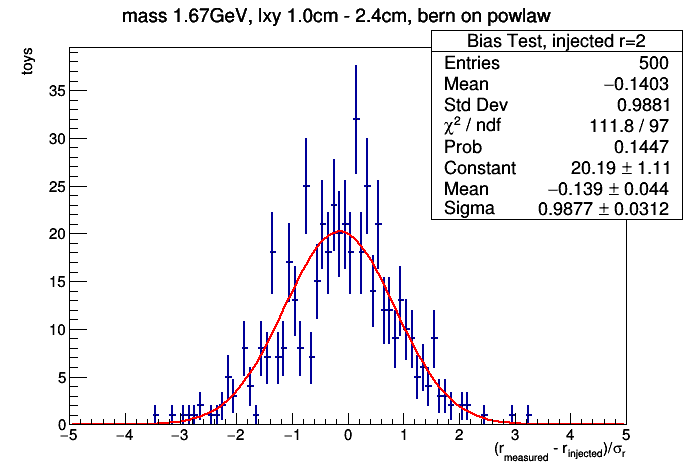 mass 1.67GeV, lxy 1.0cm - 2.4cm, bern on powlaw
Bias Test, injected r=2
Entries 500
Mean −0.1403
Std Dev 0.9881
χ² / ndf 111.8 / 97
Prob 0.1447
Constant 20.19 ± 1.11
Mean −0.139 ± 0.044
Sigma 0.9877 ± 0.0312
toys
35
30
25
20
15
10
5
0
−5 −4 −3 −2 −1 0 1 2 3 4 5
(r_measured - r_injected)/σ_r